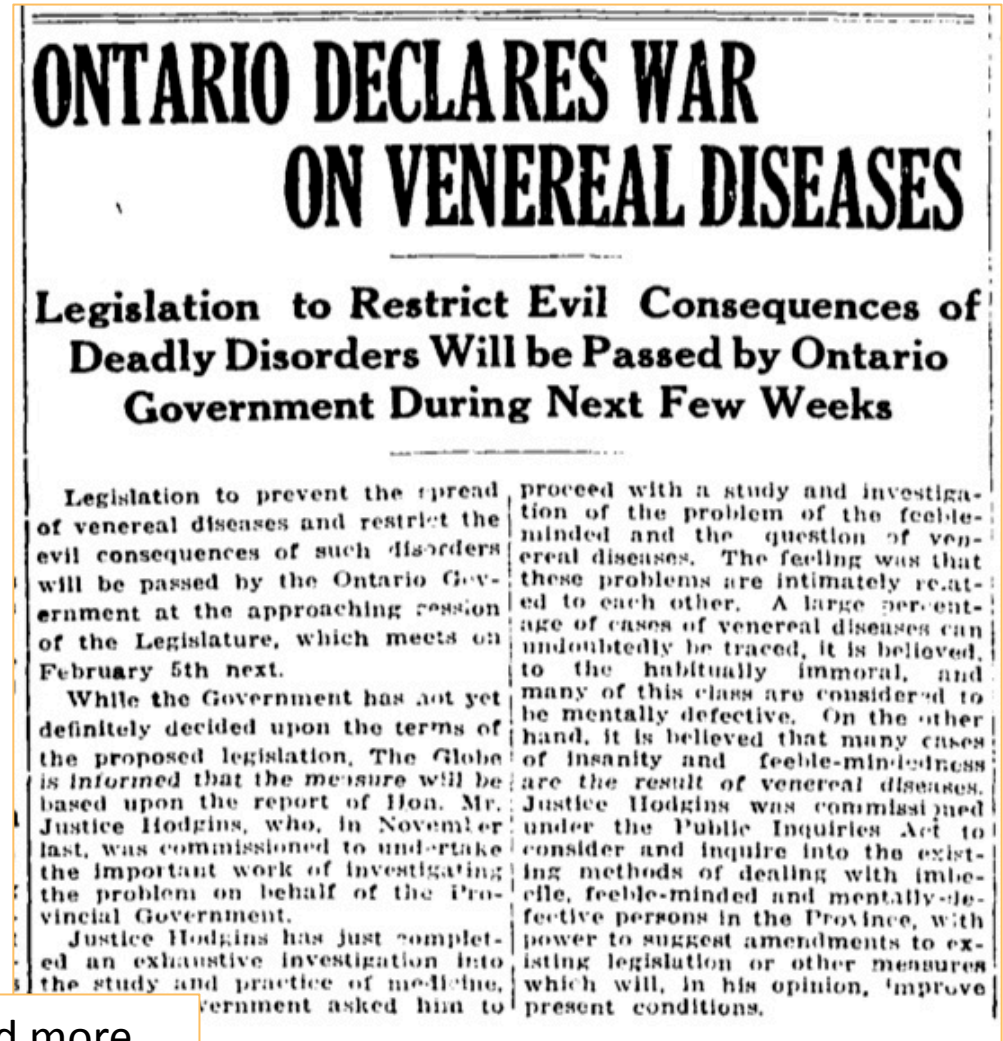 ONTARIO DECLARES WAR
ON VENEREAL DISEASES
Legislation to Restrict Evil Consequences of
Deadly Disorders Will be Passed by Ontario
Government During Next Few Weeks
Legislation to prevent the spread
of venereal diseases and restrict the
evil consequences of such disorders
will be passed by the Ontario Gov-
ernment at the approaching session
of the Legislature, which meets on
February 5th next.
While the Government has not yet
definitely decided upon the terms of
the proposed legislation, The Globe
is informed that the measure will be
based upon the report of Hon. Mr.
Justice Hodgins, who, in November
last, was commissioned to undertake
the important work of investigating
the problem on behalf of the Pro-
vincial Government.
Justice Hodgins has just complet-
ed an exhaustive investigation into
the study and practice of medicine,
vernment asked him to
proceed with a study and investiga-
tion of the problem of the feeble-
minded and the question of ven-
ereal diseases. The feeling was that
these problems are intimately relat-
ed to each other. A large percent-
age of cases of venereal diseases can
undoubtedly be traced, it is believed,
to the habitually immoral, and
many of this class are considered to
be mentally defective. On the other
hand, it is believed that many cases
of insanity and feeble-mindedness
are the result of venereal diseases.
Justice Hodgins was commissioned
under the Public Inquiries Act to
consider and inquire into the exist-
ing methods of dealing with imbe-
cile, feeble-minded and mentally-de-
fective persons in the Province, with
power to suggest amendments to ex-
isting legislation or other measures
which will, in his opinion, improve
present conditions.
d more